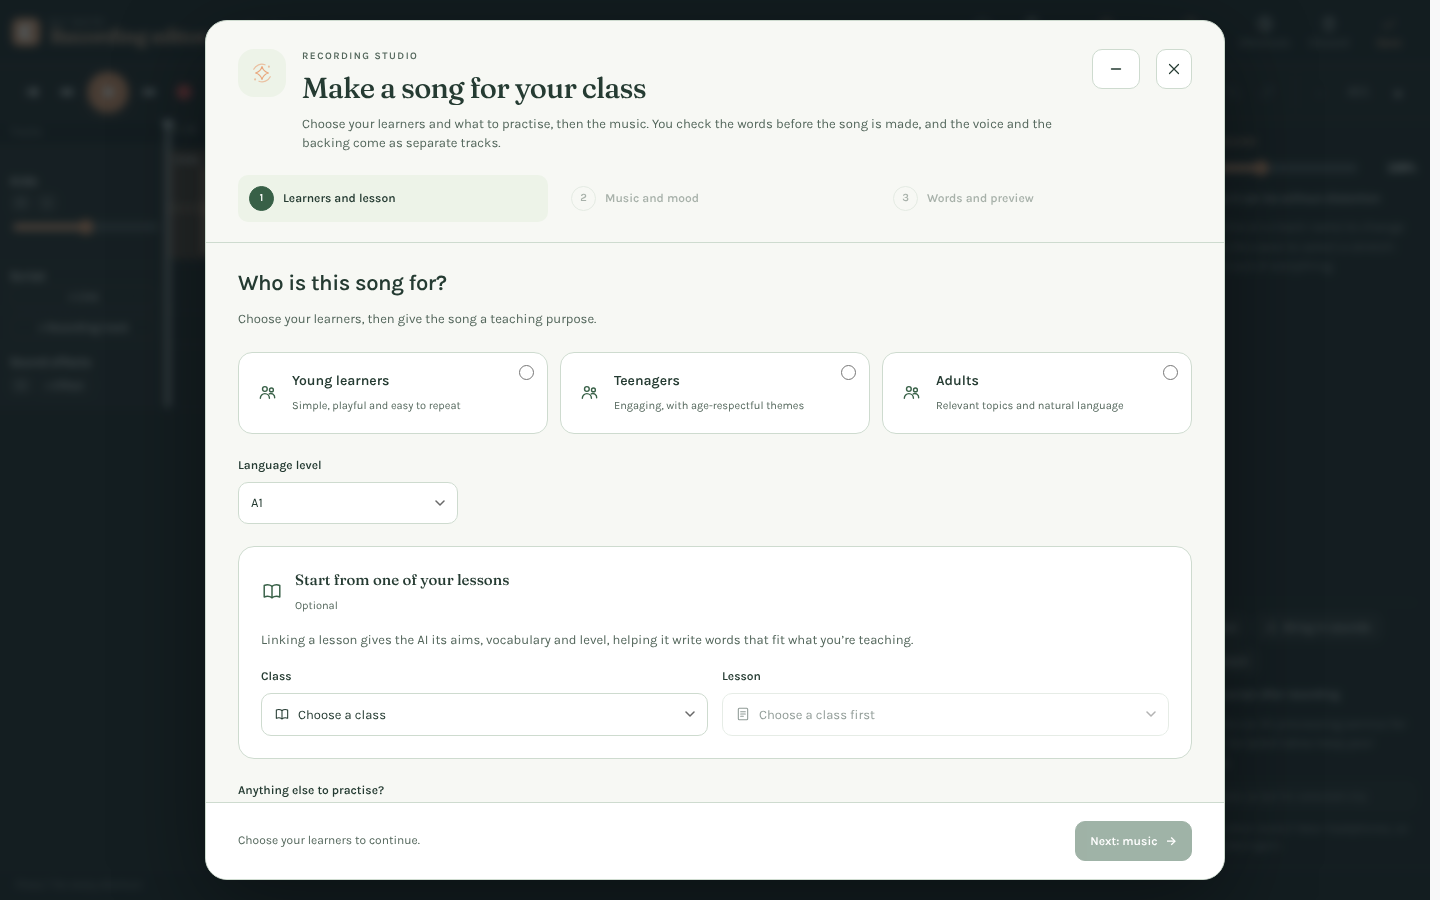 RECORDING STUDIO
Make a song for your class
Choose your learners and what to practise, then the music. You check the words before the song is made, and the voice and the
backing come as separate tracks.
1 Learners and lesson
2 Music and mood
3 Words and preview
Who is this song for?
Choose your learners, then give the song a teaching purpose.
Young learners
Simple, playful and easy to repeat
Teenagers
Engaging, with age-respectful themes
Adults
Relevant topics and natural language
Language level
A1
Start from one of your lessons
Optional
Linking a lesson gives the AI its aims, vocabulary and level, helping it write words that fit what you’re teaching.
Class
Lesson
Choose a class
Choose a class first
Anything else to practise?
Choose your learners to continue.
Next: music